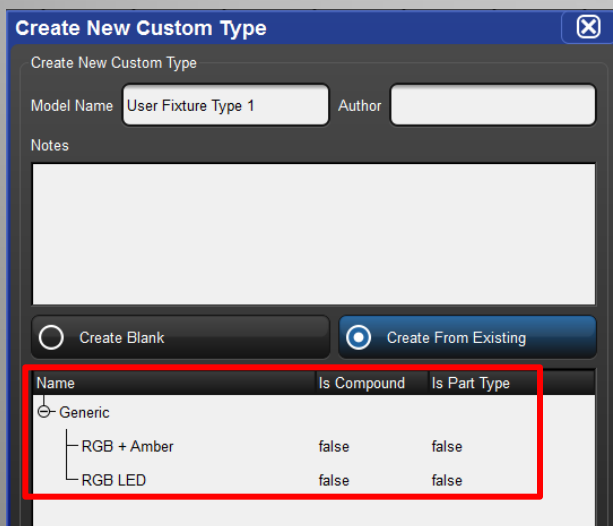 Create New Custom Type
Create New Custom Type
Model Name User Fixture Type 1 Author
Notes
Create Blank Create From Existing
Name Is Compound Is Part Type
Generic
RGB + Amber false false
RGB LED false false